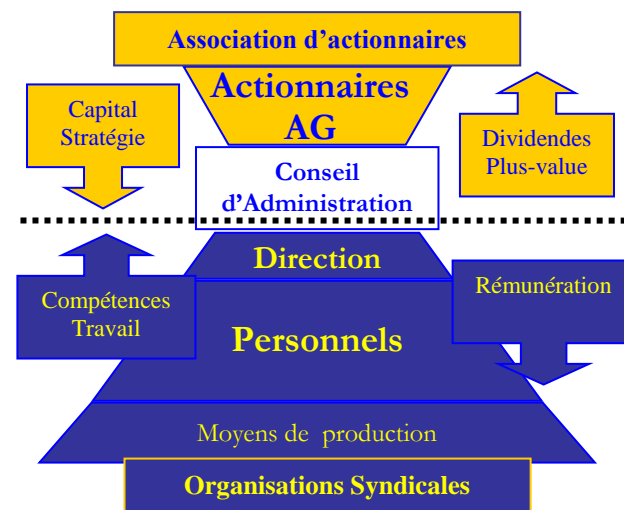 Association d'actionnaires
Actionnaires
AG
Capital
Stratégie
Dividendes
Plus-value
Conseil
d'Administration
Direction
Compétences
Travail
Rémunération
Personnels
Moyens de production
Organisations Syndicales